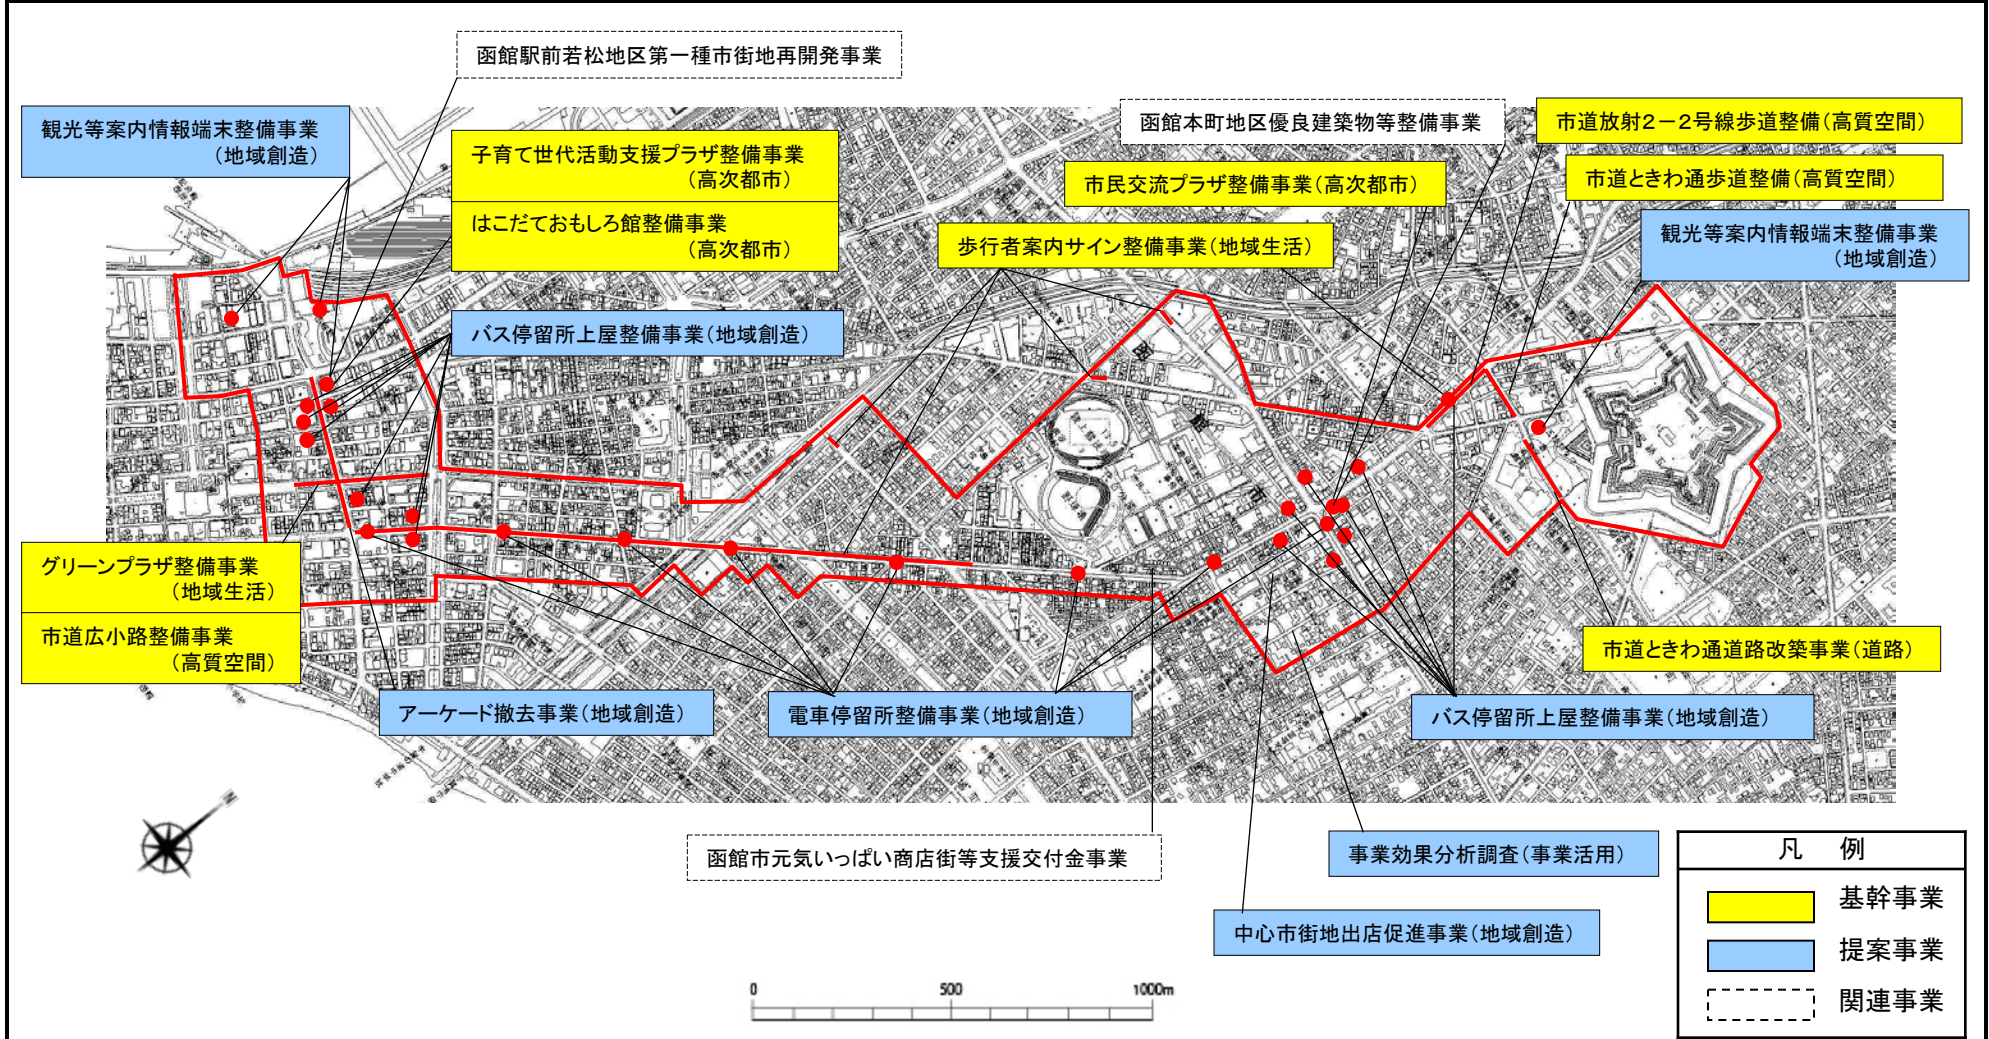 函館駅前若松地区第一種市街地再開発事業
観光等案内情報端末整備事業
(地域創造)
子育て世代活動支援プラザ整備事業
(高次都市)
はこだておもしろ館整備事業
(高次都市)
バス停留所上屋整備事業(地域創造)
函館本町地区優良建築物等整備事業
市民交流プラザ整備事業(高次都市)
歩行者案内サイン整備事業(地域生活)
市道放射2-2号線歩道整備(高質空間)
市道ときわ通歩道整備(高質空間)
観光等案内情報端末整備事業
(地域創造)
函
館
市
グリーンプラザ整備事業
(地域生活)
市道広小路整備事業
(高質空間)
アーケード撤去事業(地域創造)
電車停留所整備事業(地域創造)
バス停留所上屋整備事業(地域創造)
市道ときわ通道路改築事業(道路)
函館市元気いっぱい商店街等支援交付金事業
事業効果分析調査(事業活用)
中心市街地出店促進事業(地域創造)
N
0 500 1000m
凡 例
基幹事業
提案事業
関連事業